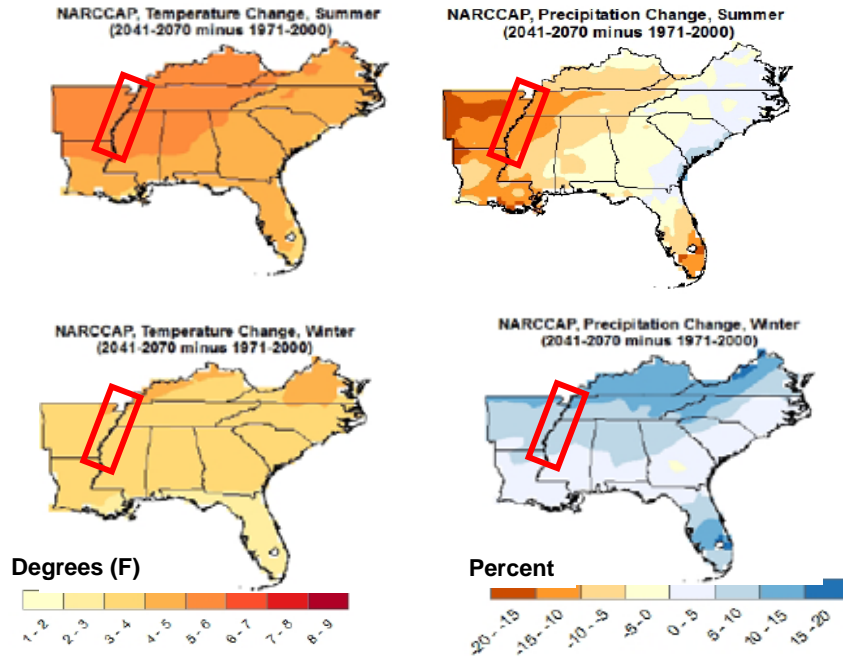 NARCCAP, Temperature Change, Summer
(2041-2070 minus 1971-2000)
NARCCAP, Precipitation Change, Summer
(2041-2070 minus 1971-2000)
NARCCAP, Temperature Change, Winter
(2041-2070 minus 1971-2000)
NARCCAP, Precipitation Change, Winter
(2041-2070 minus 1971-2000)
Degrees (F)
1 - 2 2 - 3 3 - 4 4 - 5 5 - 6 6 - 7 7 - 8 8 - 9
Percent
-20 - -15 -15 - -10 -10 - -5 -5 - 0 0 - 5 5 - 10 10 - 15 15 - 20